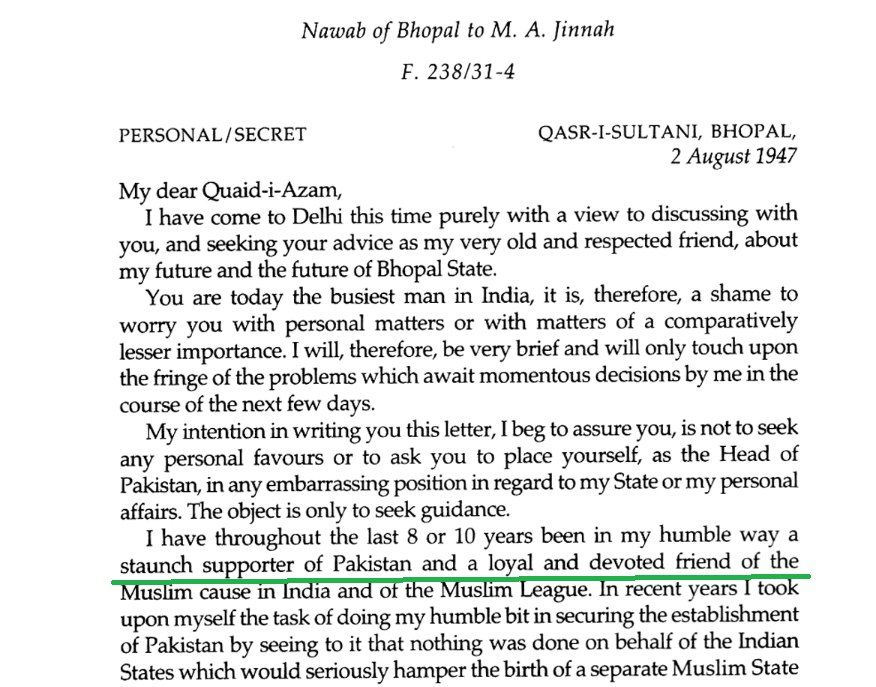 Nawab of Bhopal to M. A. Jinnah
F. 238/31-4
PERSONAL/SECRET QASR-I-SULTANI, BHOPAL,
2 August 1947
My dear Quaid-i-Azam,
I have come to Delhi this time purely with a view to discussing with
you, and seeking your advice as my very old and respected friend, about
my future and the future of Bhopal State.
You are today the busiest man in India, it is, therefore, a shame to
worry you with personal matters or with matters of a comparatively
lesser importance. I will, therefore, be very brief and will only touch upon
the fringe of the problems which await momentous decisions by me in the
course of the next few days.
My intention in writing you this letter, I beg to assure you, is not to seek
any personal favours or to ask you to place yourself, as the Head of
Pakistan, in any embarrassing position in regard to my State or my personal
affairs. The object is only to seek guidance.
I have throughout the last 8 or 10 years been in my humble way a
staunch supporter of Pakistan and a loyal and devoted friend of the
Muslim cause in India and of the Muslim League. In recent years I took
upon myself the task of doing my humble bit in securing the establishment
of Pakistan by seeing to it that nothing was done on behalf of the Indian
States which would seriously hamper the birth of a separate Muslim State